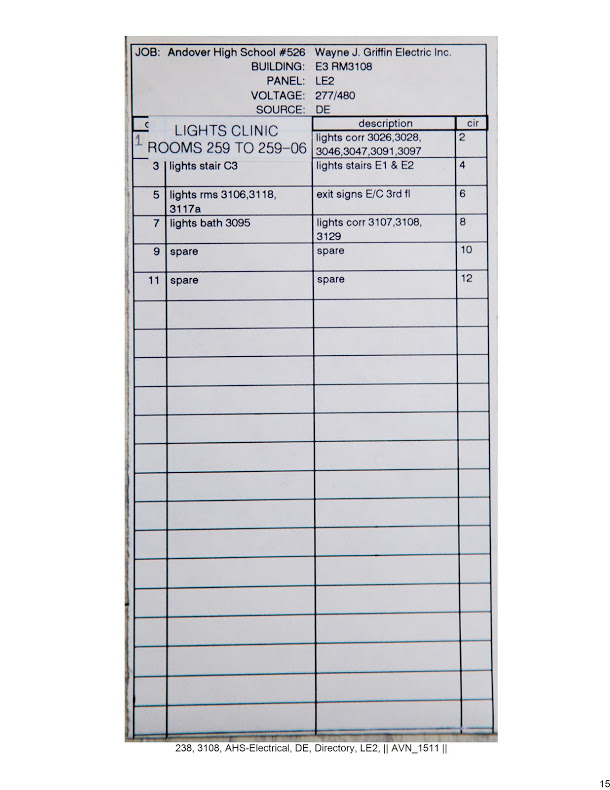 JOB: Andover High School #526 Wayne J. Griffin Electric Inc.
BUILDING: E3 RM3108
PANEL: LE2
VOLTAGE: 277/480
SOURCE: DE
description cir
LIGHTS CLINIC
ROOMS 259 TO 259-06
1 lights corr 3026,3028, 2
3046,3047,3091,3097
3 lights stair C3 lights stairs E1 & E2 4
5 lights rms 3106,3118, exit signs E/C 3rd fl 6
3117a
7 lights bath 3095 lights corr 3107,3108, 8
3129
9 spare spare 10
11 spare spare 12
238, 3108, AHS-Electrical, DE, Directory, LE2, || AVN_1511 ||
15